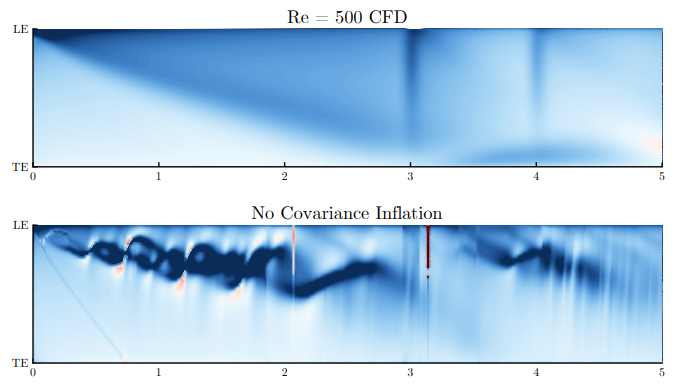 Re = 500 CFD
LE
TE
0 1 2 3 4 5
No Covariance Inflation
LE
TE
0 1 2 3 4 5